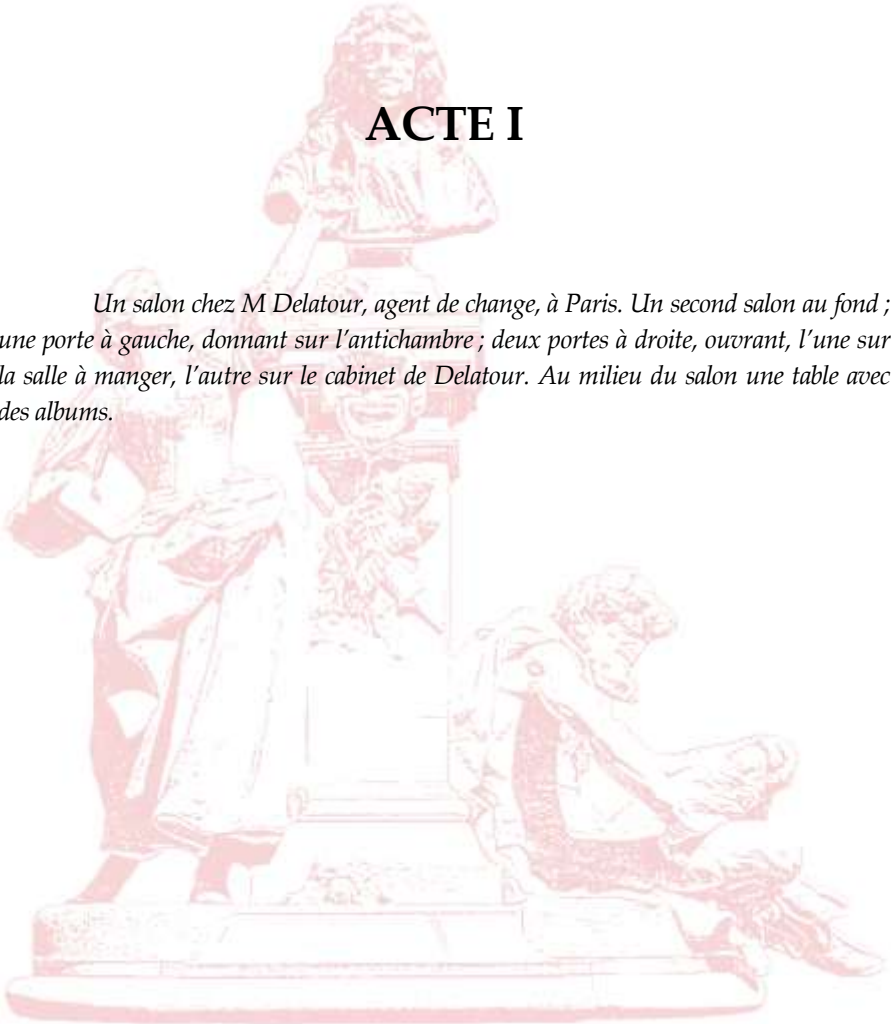 ACTE I
Un salon chez M Delatour, agent de change, à Paris. Un second salon au fond ;
une porte à gauche, donnant sur l’antichambre ; deux portes à droite, ouvrant, l’une sur
la salle à manger, l’autre sur le cabinet de Delatour. Au milieu du salon une table avec
des albums.